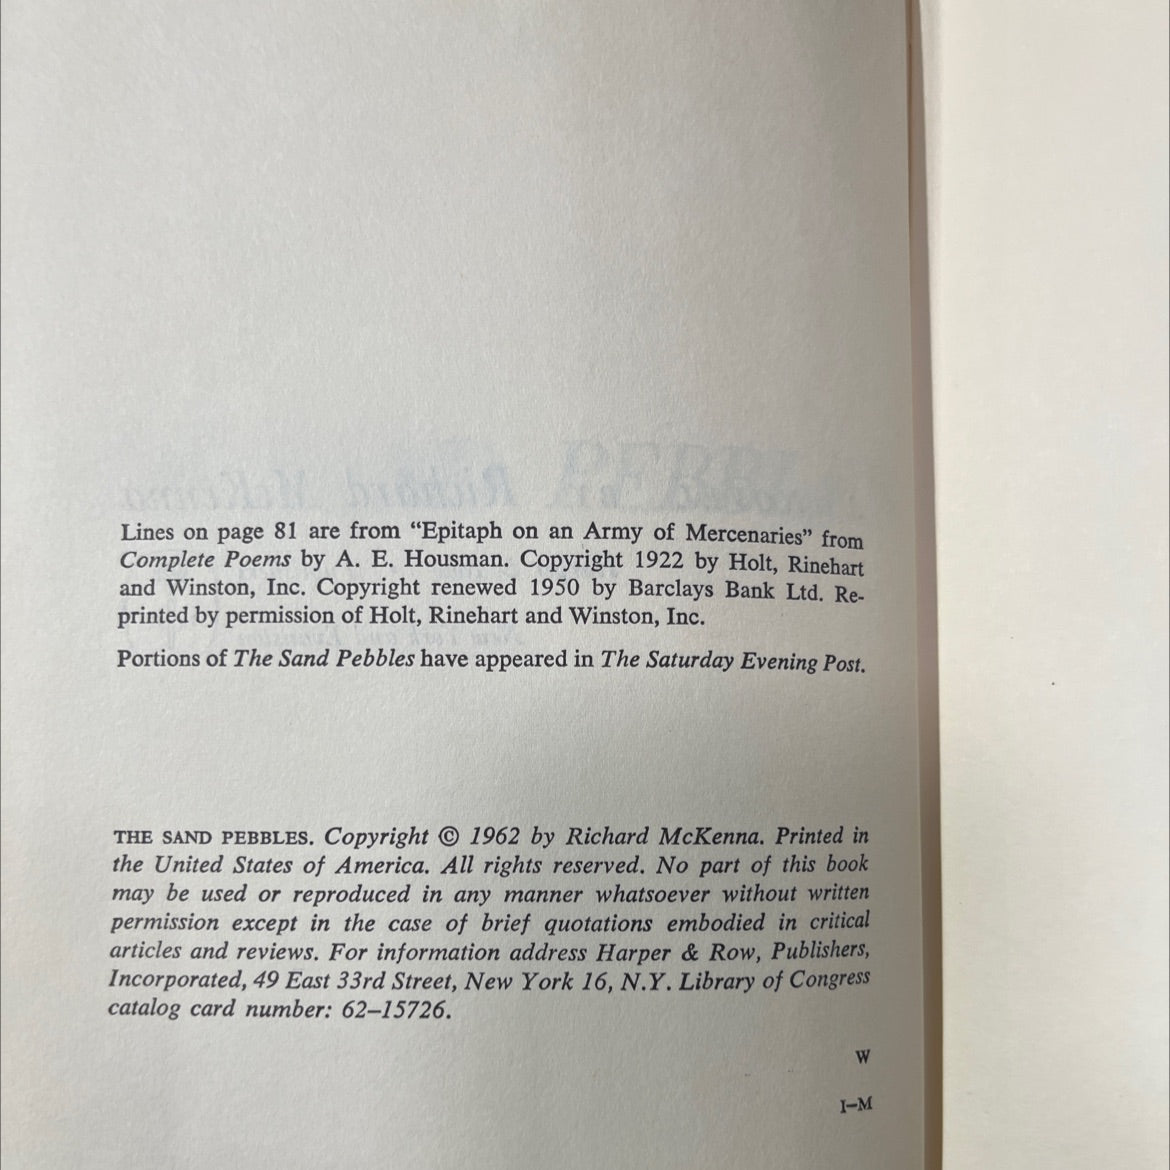 Lines on page 81 are from “Epitaph on an Army of Mercenaries” from
Complete Poems by A. E. Housman. Copyright 1922 by Holt, Rinehart
and Winston, Inc. Copyright renewed 1950 by Barclays Bank Ltd. Re-
printed by permission of Holt, Rinehart and Winston, Inc.
Portions of The Sand Pebbles have appeared in The Saturday Evening Post.
THE SAND PEBBLES. Copyright © 1962 by Richard McKenna. Printed in
the United States of America. All rights reserved. No part of this book
may be used or reproduced in any manner whatsoever without written
permission except in the case of brief quotations embodied in critical
articles and reviews. For information address Harper & Row, Publishers,
Incorporated, 49 East 33rd Street, New York 16, N.Y. Library of Congress
catalog card number: 62–15726.
W
I–M